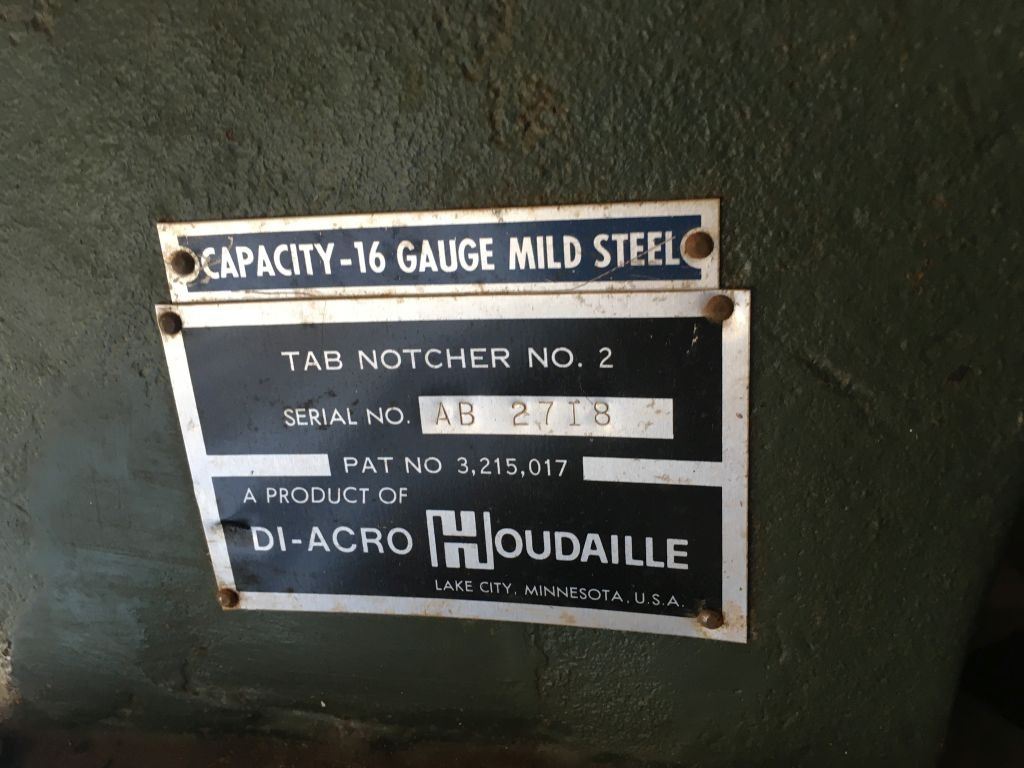 CAPACITY-16 GAUGE MILD STEEL
TAB NOTCHER NO. 2
SERIAL NO. AB 2718
PAT NO 3,215,017
A PRODUCT OF
DI-ACRO HOUDAILLE
LAKE CITY, MINNESOTA, U.S.A.